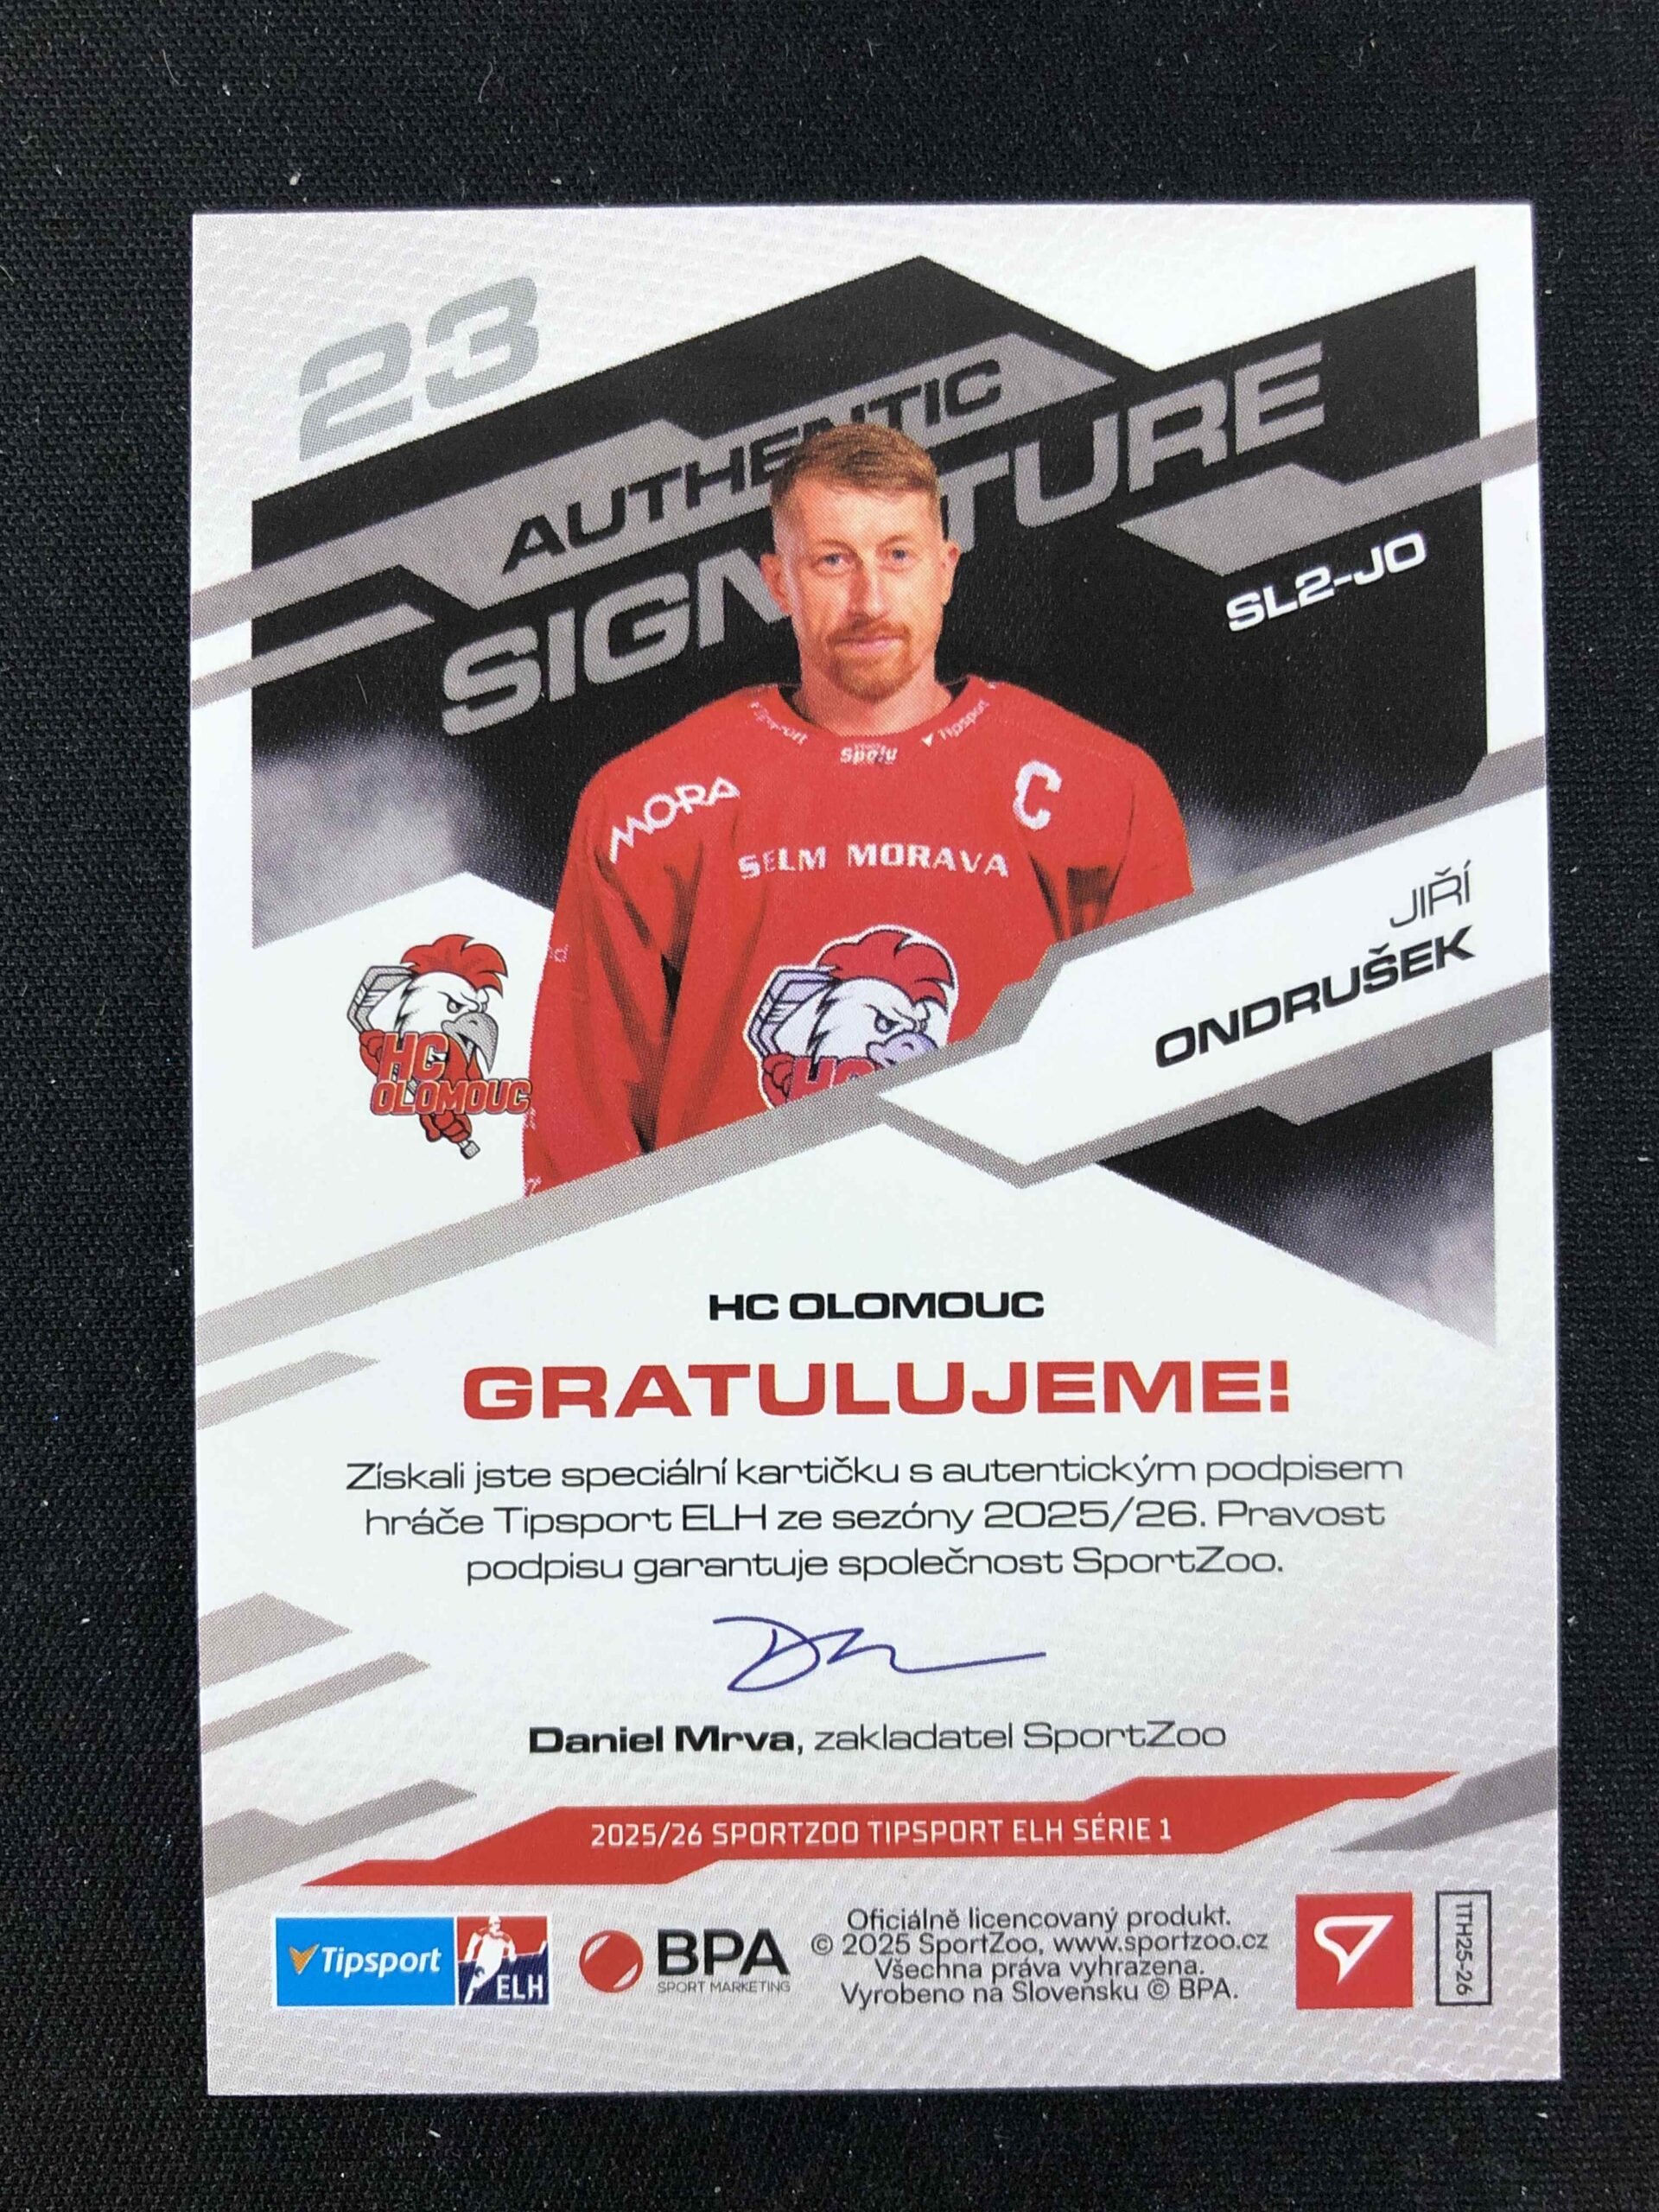 23
AUTHENTIC
SIGNATURE
SL2-JO
Tipsport
Spolu
Tipsport
MORA
C
SELM MORAVA
JIŘÍ
ONDRUŠEK
HC
OLOMOUC
HC
HC OLOMOUC
GRATULUJEME!
Získali jste speciální kartičku s autentickým podpisem
hráče Tipsport ELH ze sezóny 2025/26. Pravost
podpisu garantuje společnost SportZoo.
Daniel Mrva, zakladatel SportZoo
2025/26 SPORTZOO TIPSPORT ELH SÉRIE 1
Tipsport
ELH
BPA
SPORT MARKETING
Oficiálně licencovaný produkt.
© 2025 SportZoo, www.sportzoo.cz
Všechna práva vyhrazena.
Vyrobeno na Slovensku © BPA.
1TH25-26